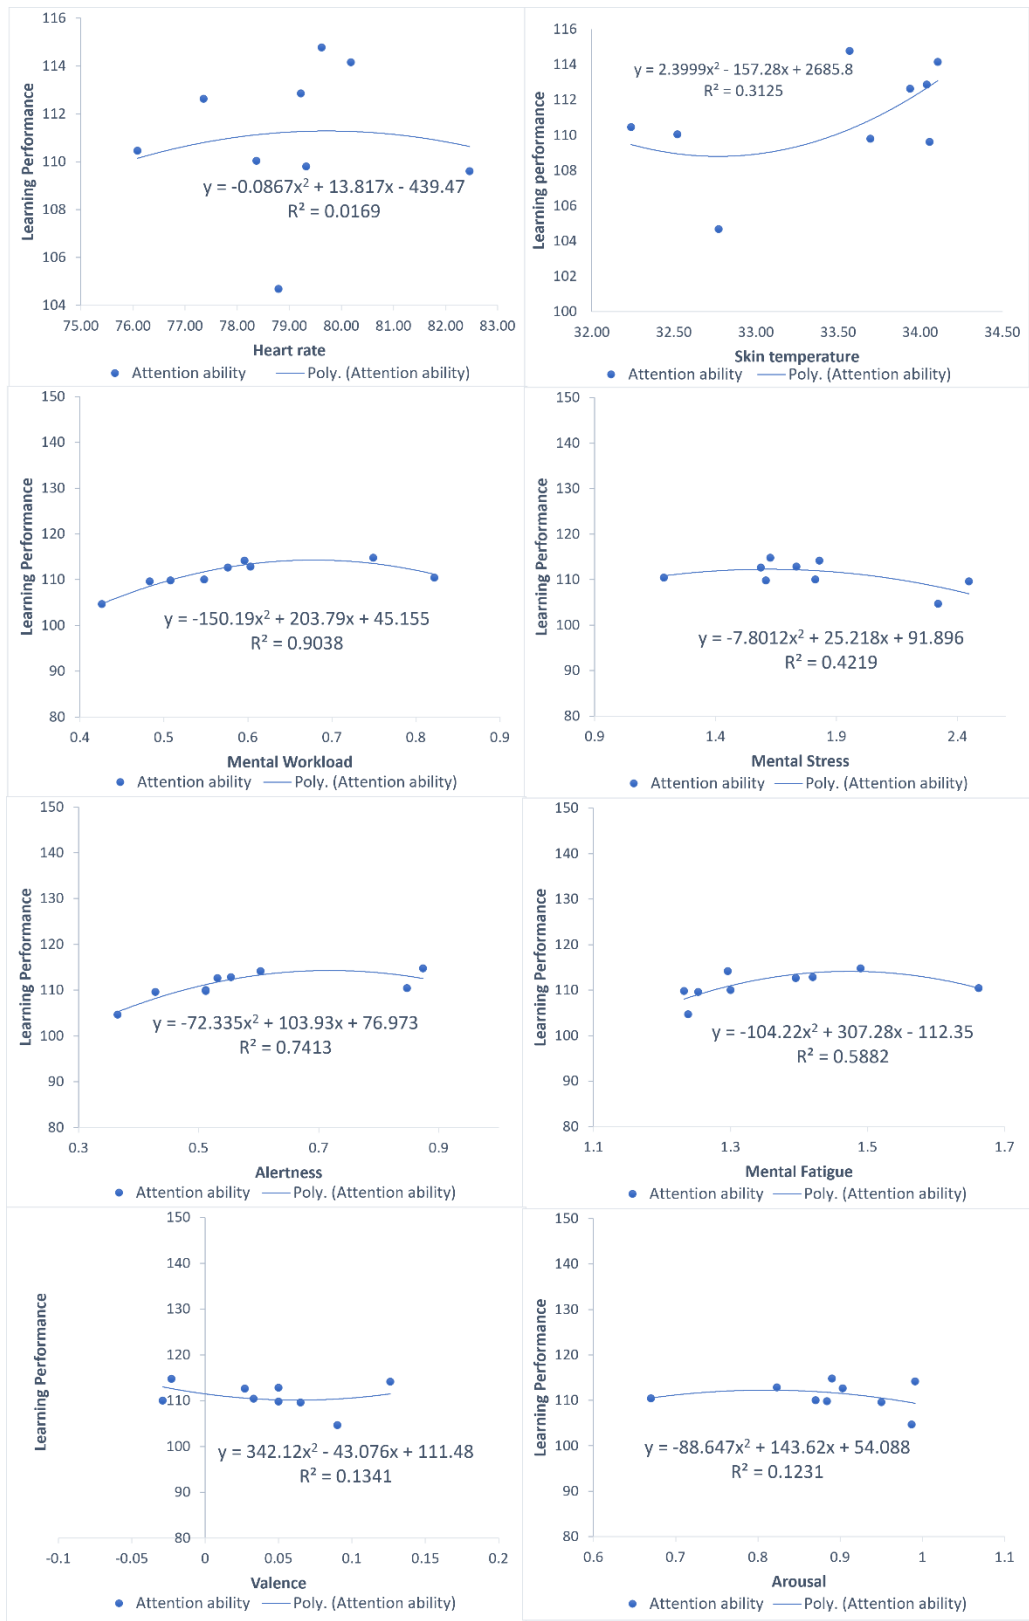 116
114
112
110
108
106
104
Learning Performance
y = -0.0867x² + 13.817x - 439.47
R² = 0.0169
75.00 76.00 77.00 78.00 79.00 80.00 81.00 82.00 83.00
Heart rate
Attention ability Poly. (Attention ability)
116
114
112
110
108
106
104
102
100
Learning performance
y = 2.3999x² - 157.28x + 2685.8
R² = 0.3125
32.00 32.50 33.00 33.50 34.00 34.50
Skin temperature
Attention ability Poly. (Attention ability)
150
140
130
120
110
100
90
80
Learning Performance
y = -150.19x² + 203.79x + 45.155
R² = 0.9038
0.4 0.5 0.6 0.7 0.8 0.9
Mental Workload
Attention ability Poly. (Attention ability)
150
140
130
120
110
100
90
80
Learning Performance
y = -7.8012x² + 25.218x + 91.896
R² = 0.4219
0.9 1.4 1.9 2.4
Mental Stress
Attention ability Poly. (Attention ability)
150
140
130
120
110
100
90
80
Learning Performance
y = -72.335x² + 103.93x + 76.973
R² = 0.7413
0.3 0.5 0.7 0.9
Alertness
Attention ability Poly. (Attention ability)
150
140
130
120
110
100
90
80
Learning Performance
y = -104.22x² + 307.28x - 112.35
R² = 0.5882
1.1 1.3 1.5 1.7
Mental Fatigue
Attention ability Poly. (Attention ability)
150
140
130
120
110
100
90
80
Learning Performance
y = 342.12x² - 43.076x + 111.48
R² = 0.1341
-0.1 -0.05 0 0.05 0.1 0.15 0.2
Valence
Attention ability Poly. (Attention ability)
150
140
130
120
110
100
90
80
Learning Performance
y = -88.647x² + 143.62x + 54.088
R² = 0.1231
0.6 0.7 0.8 0.9 1 1.1
Arousal
Attention ability Poly. (Attention ability)